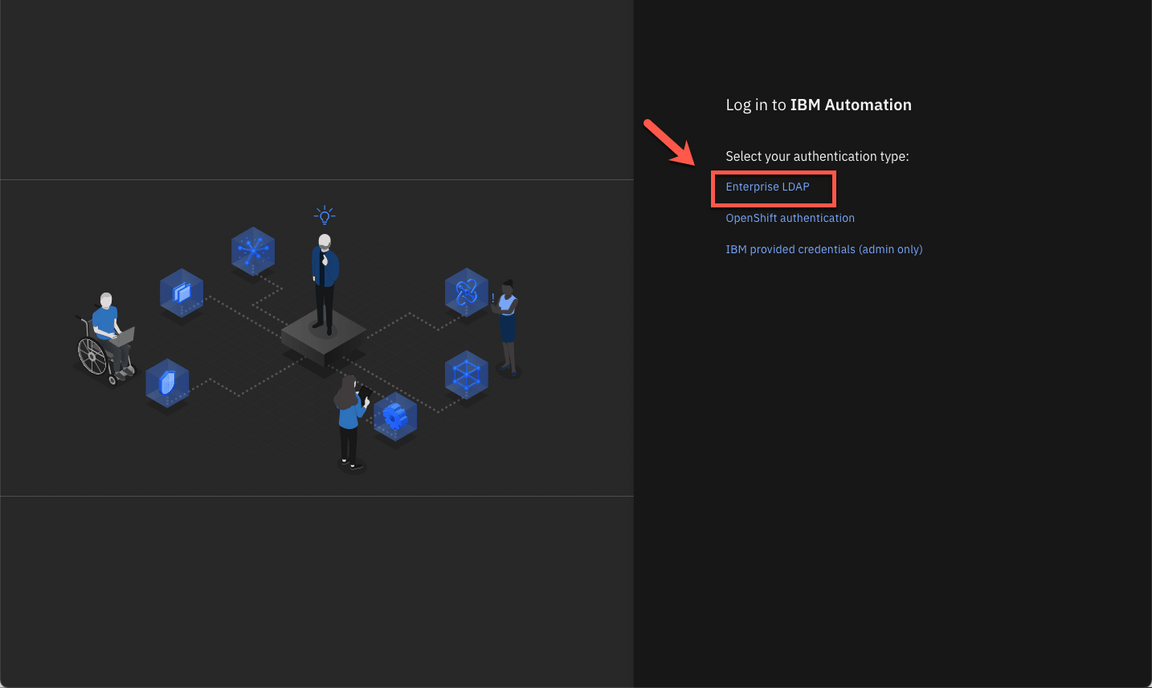 Log in to IBM Automation
Select your authentication type:
Enterprise LDAP
OpenShift authentication
IBM provided credentials (admin only)